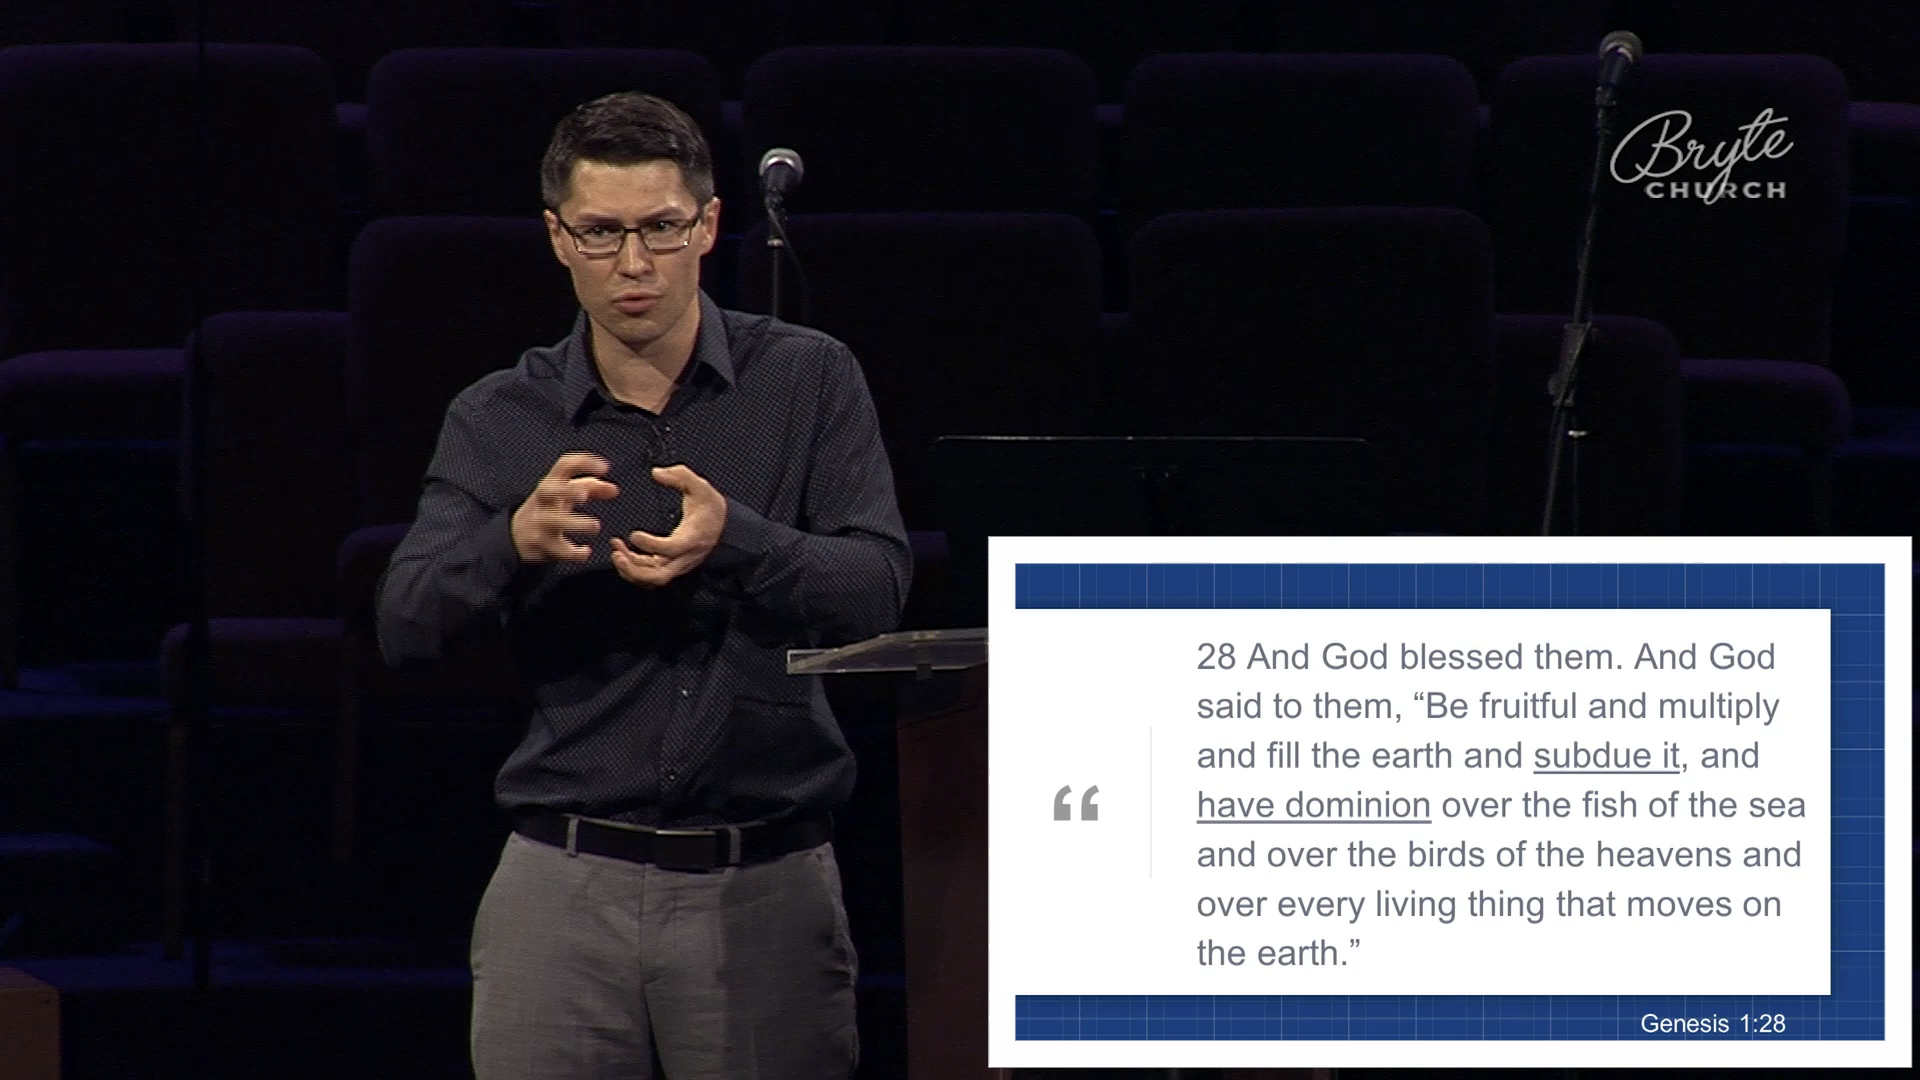 Bryte
CHURCH
28 And God blessed them. And God
said to them, “Be fruitful and multiply
and fill the earth and subdue it, and
have dominion over the fish of the sea
and over the birds of the heavens and
over every living thing that moves on
the earth.”
Genesis 1:28